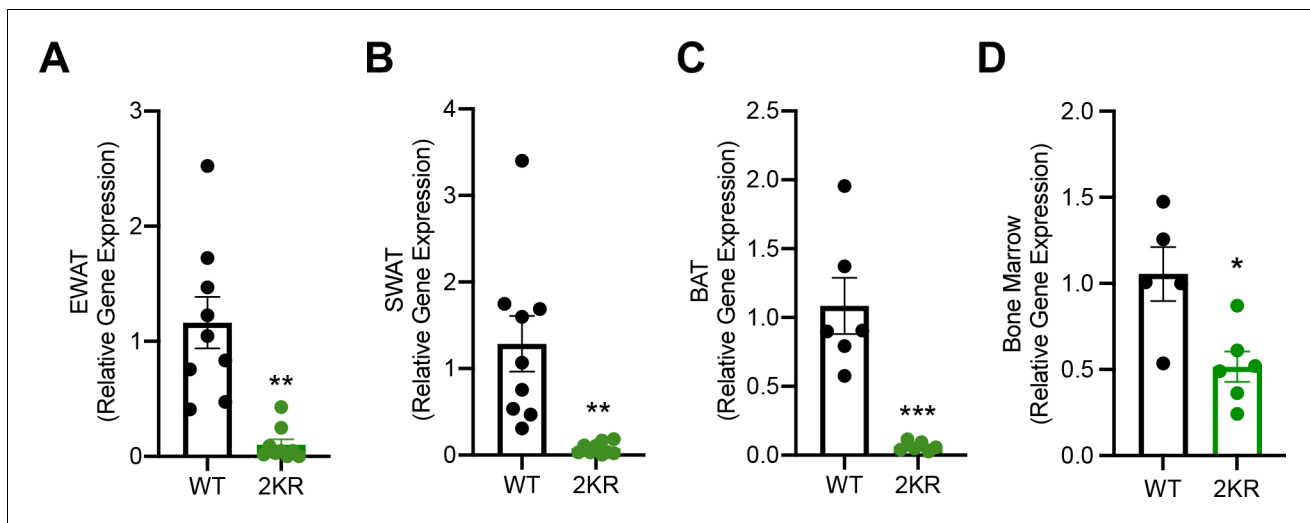 A
EWAT
(Relative Gene Expression)
3
2
1
0
**
WT
2KR
B
SWAT
(Relative Gene Expression)
4
3
2
1
0
**
WT
2KR
C
BAT
(Relative Gene Expression)
2.5
2.0
1.5
1.0
0.5
0.0
***
WT
2KR
D
Bone Marrow
(Relative Gene Expression)
2.0
1.5
1.0
0.5
0.0
*
WT
2KR